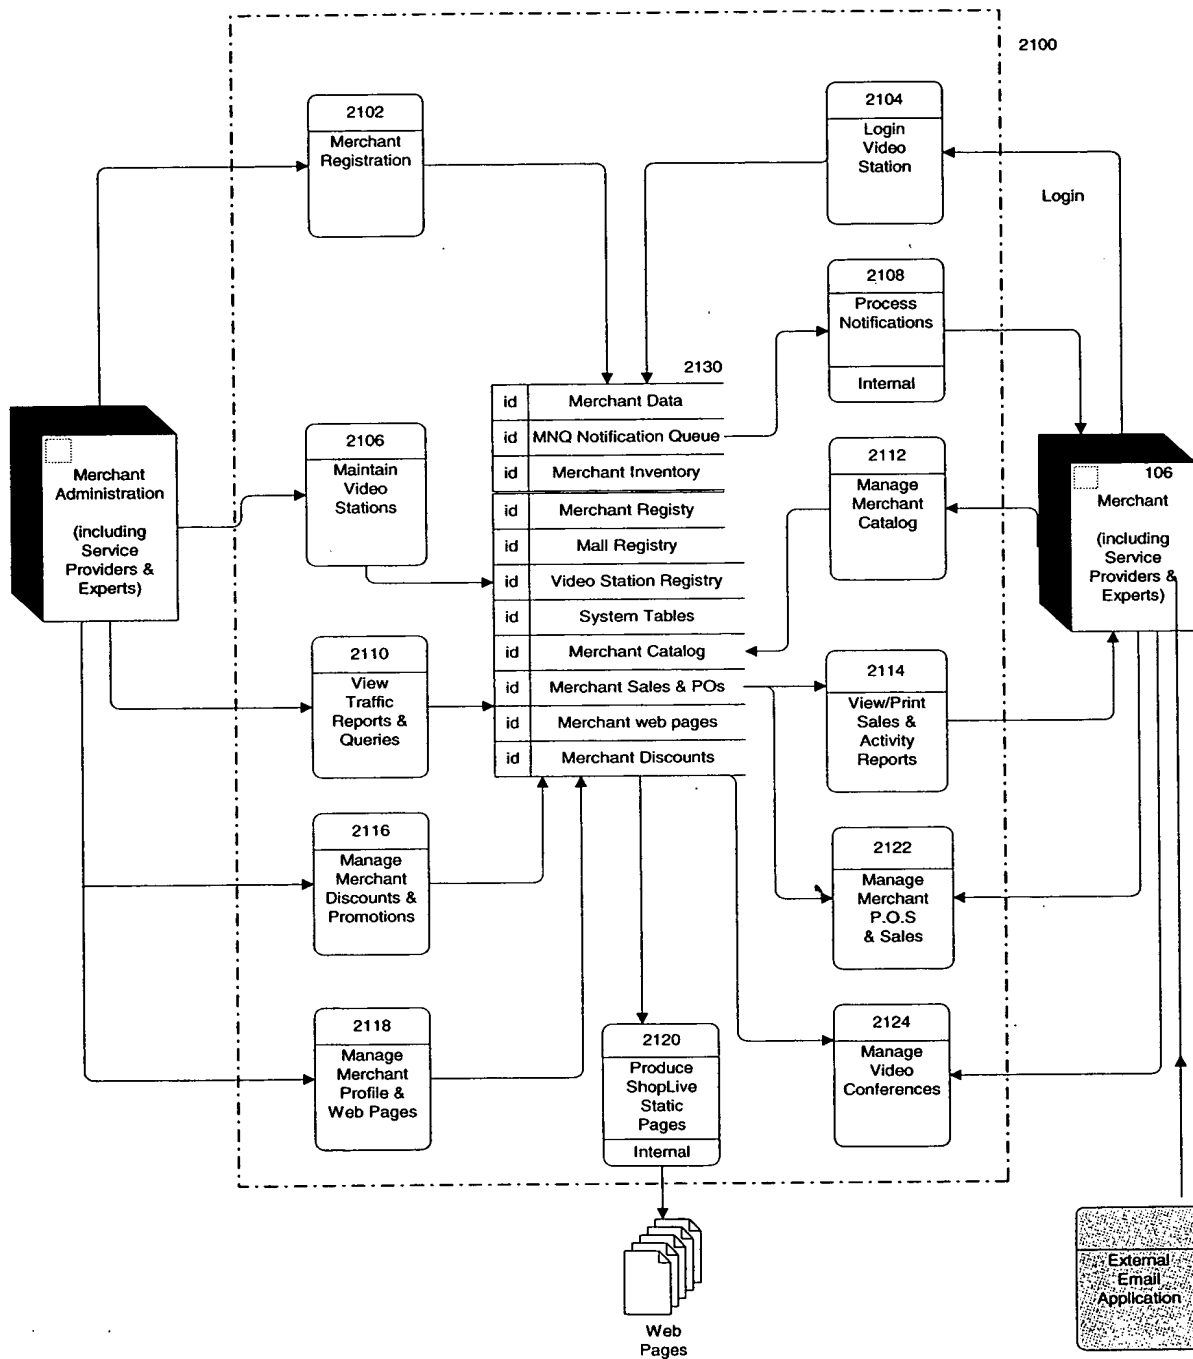 2100
2102
Merchant
Registration
2104
Login
Video
Station
Login
2108
Process
Notifications
Internal
2130
id Merchant Data
id MNQ Notification Queue
id Merchant Inventory
id Merchant Registy
id Mall Registry
id Video Station Registry
id System Tables
id Merchant Catalog
id Merchant Sales & POs
id Merchant web pages
id Merchant Discounts
Merchant
Administration
(including
Service
Providers &
Experts)
2106
Maintain
Video
Stations
2112
Manage
Merchant
Catalog
106
Merchant
(including
Service
Providers &
Experts)
2110
View
Traffic
Reports &
Queries
2114
View/Print
Sales &
Activity
Reports
2116
Manage
Merchant
Discounts &
Promotions
2122
Manage
Merchant
P.O.S
& Sales
2118
Manage
Merchant
Profile &
Web Pages
2120
Produce
ShopLive
Static
Pages
Internal
2124
Manage
Video
Conferences
Web
Pages
External
Email
Application